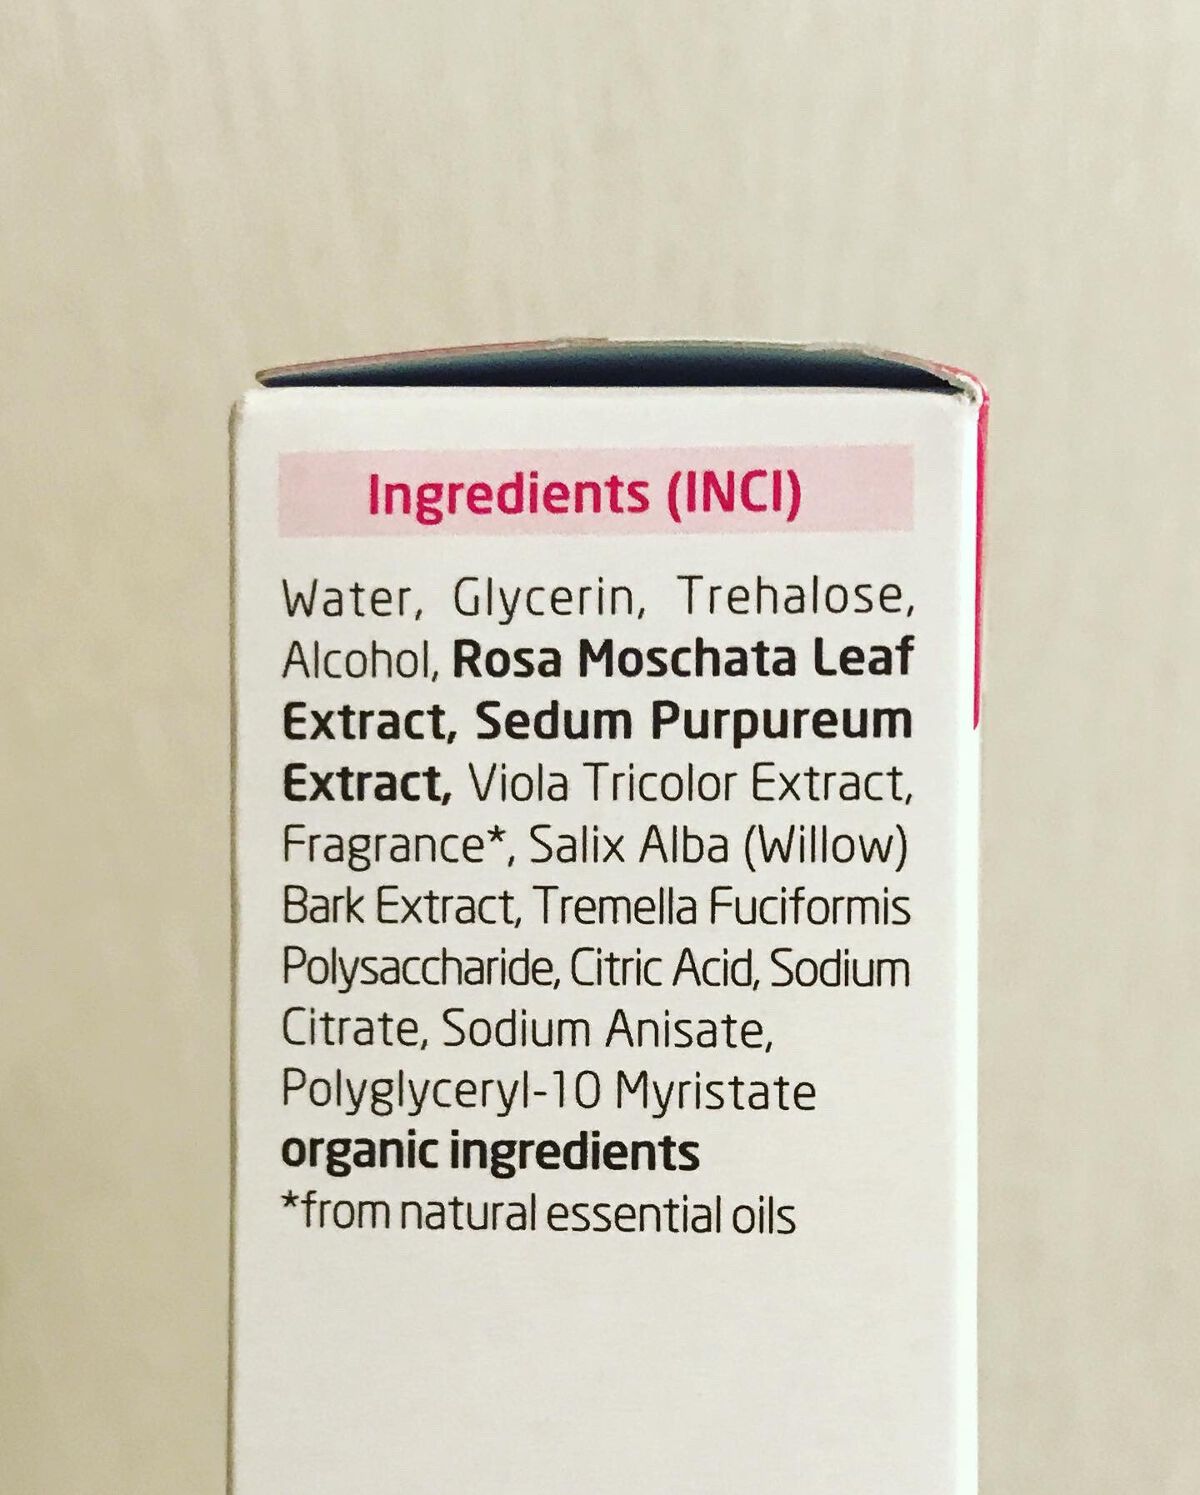 Ingredients (INCI)
Water, Glycerin, Trehalose,
Alcohol, Rosa Moschata Leaf
Extract, Sedum Purpureum
Extract, Viola Tricolor Extract,
Fragrance*, Salix Alba (Willow)
Bark Extract, Tremella Fuciformis
Polysaccharide, Citric Acid, Sodium
Citrate, Sodium Anisate,
Polyglyceryl-10 Myristate
organic ingredients
*from natural essential oils